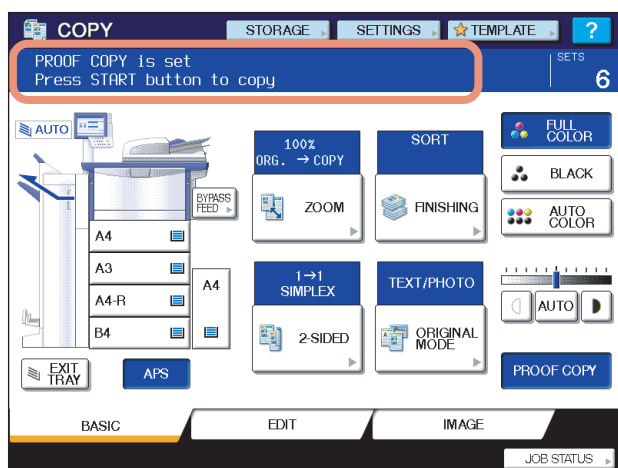 COPY
STORAGE
SETTINGS
TEMPLATE
?
PROOF COPY is set
Press START button to copy
SETS
6
AUTO
BYPASS
FEED
A4
A3
A4-R
B4
A4
EXIT
TRAY
APS
100%
ORG. → COPY
ZOOM
SORT
FINISHING
1→1
SIMPLEX
2-SIDED
TEXT/PHOTO
ORIGINAL
MODE
FULL
COLOR
BLACK
AUTO
COLOR
AUTO
PROOF COPY
BASIC
EDIT
IMAGE
JOB STATUS